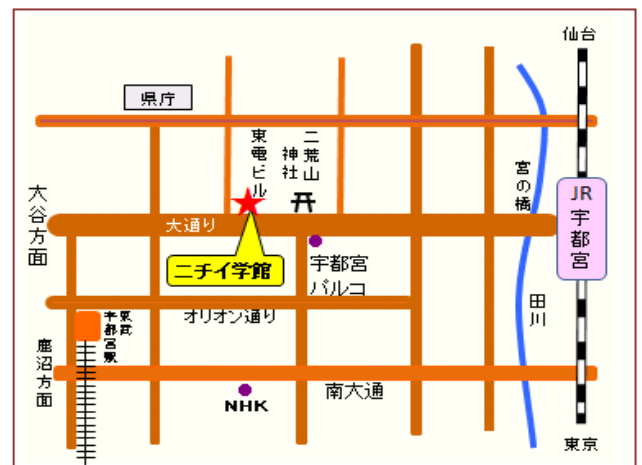 仙台
県庁
東電ビル
二荒山
神社
宮の橋
JR
宇都宮
大谷方面
大通り
ニチイ学館
宇都宮
パルコ
田川
オリオン通り
東武
宇都宮駅
鹿沼方面
南大通
NHK
東京